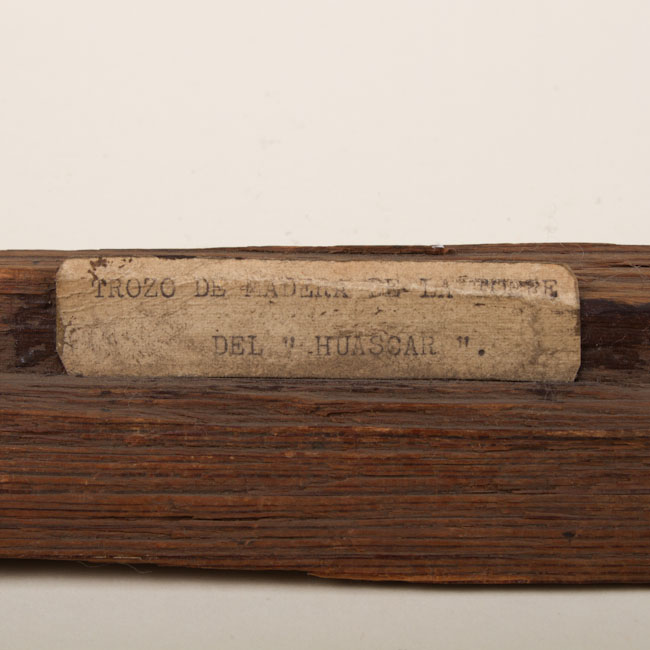 TROZO DE MADERA DE LA
DEL " HUASCAR ".